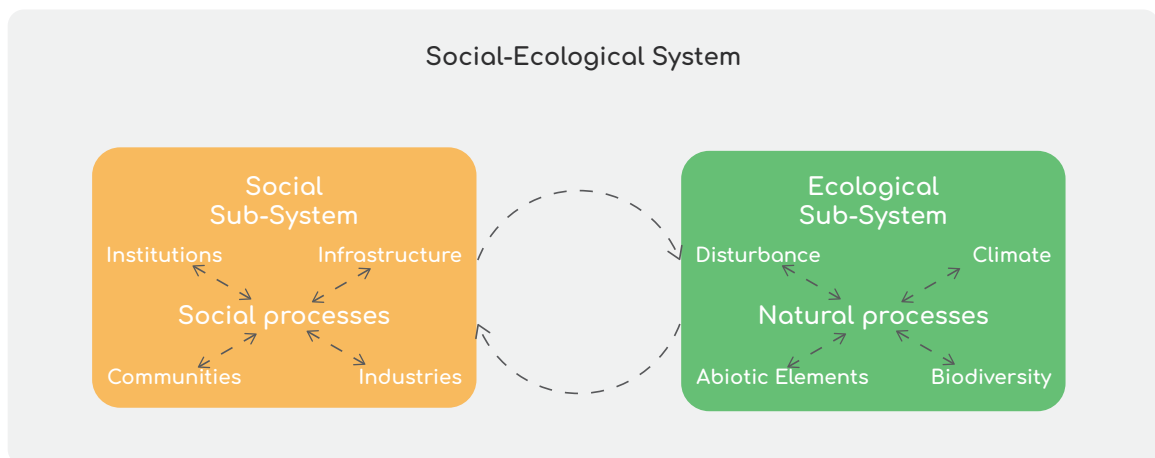 Social-Ecological System
Social
Sub-System
Institutions
Infrastructure
Social processes
Communities
Industries
Ecological
Sub-System
Disturbance
Climate
Natural processes
Abiotic Elements
Biodiversity